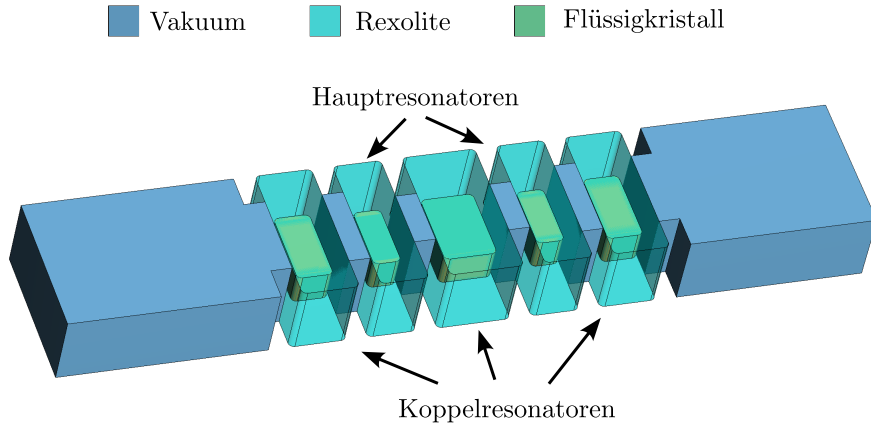 Vakuum Rexolite Flüssigkristall
Hauptresonatoren
Koppelresonatoren